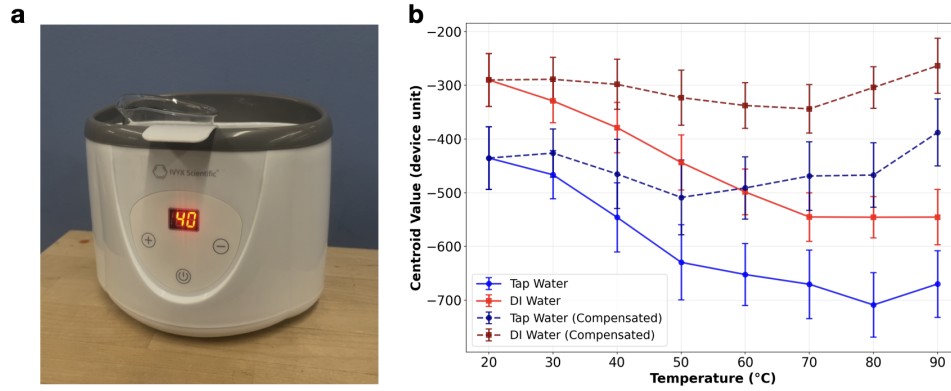 a
IVYX Scientific™
40
b
Centroid Value (device unit)
−200
−300
−400
−500
−600
−700
Tap Water
DI Water
Tap Water (Compensated)
DI Water (Compensated)
20 30 40 50 60 70 80 90
Temperature (°C)